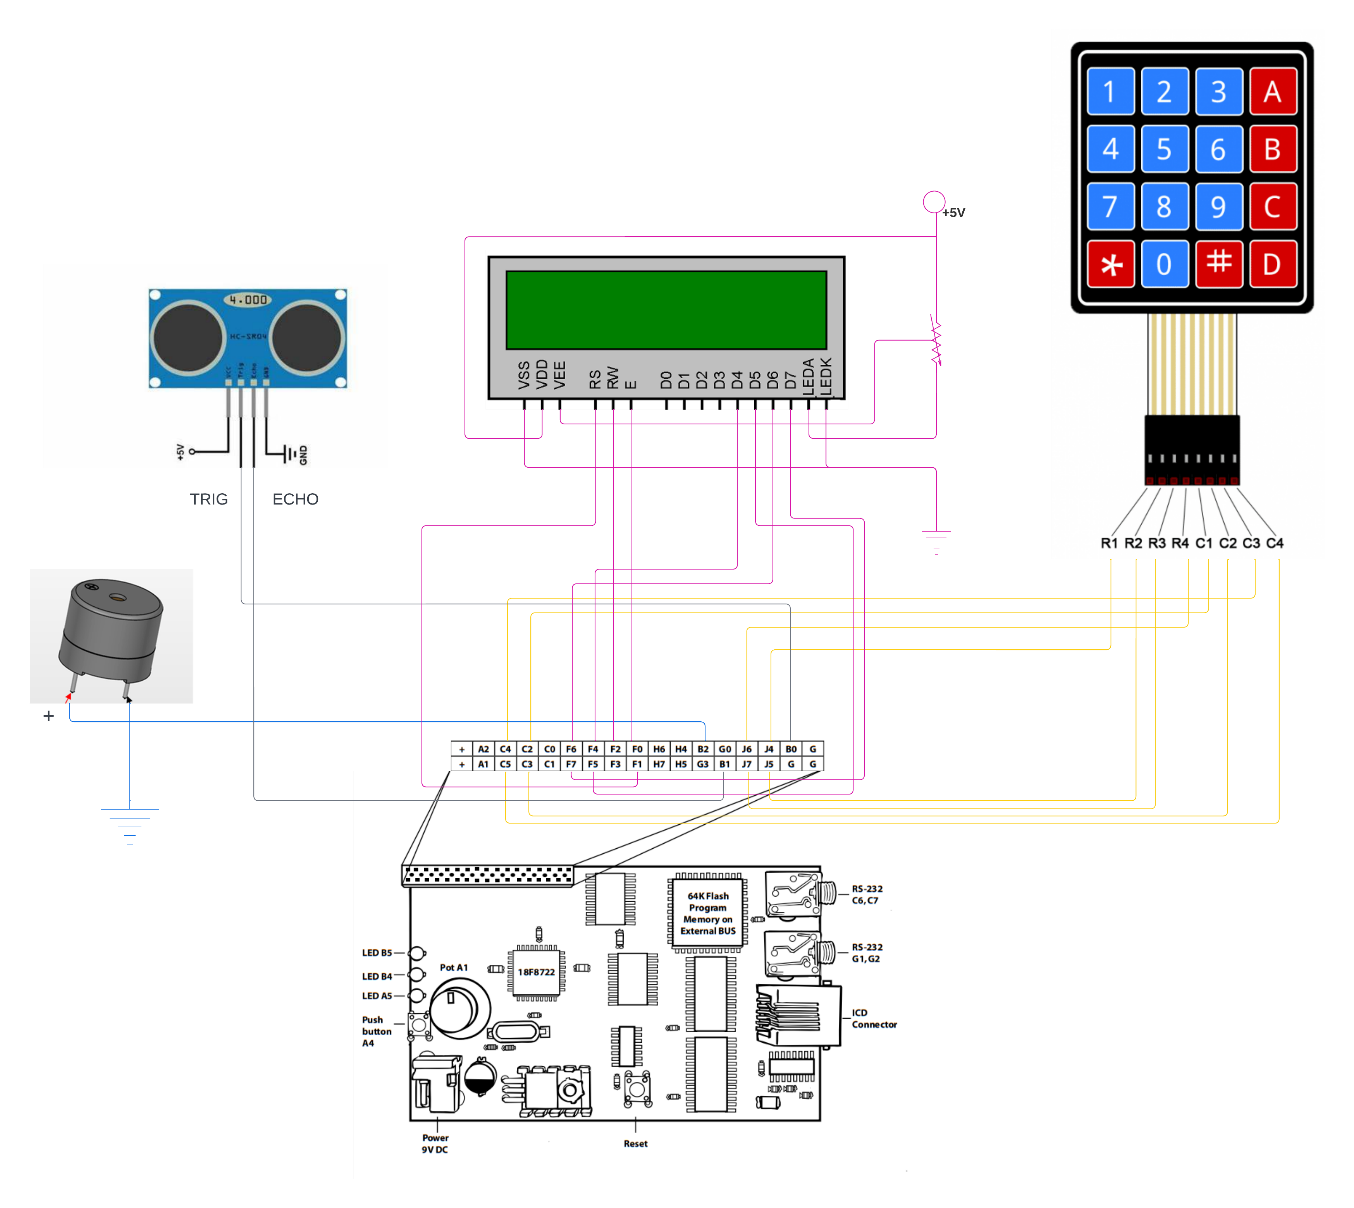 1 2 3 A
4 5 6 B
7 8 9 C
* 0 # D
+5V
4.000
HC-SR04
VCC Trig Echo GND
+5V
GND
VSS VDD VEE RS RW E D0 D1 D2 D3 D4 D5 D6 D7 LEDA LEDK
TRIG ECHO
R1 R2 R3 R4 C1 C2 C3 C4
+
+ A2 C4 C2 C0 F6 F4 F2 F0 H6 H4 B2 G0 J6 J4 B0 G
+ A1 C5 C3 C1 F7 F5 F3 F1 H7 H5 G3 B1 J7 J5 G G
64K Flash
Program
Memory on
External BUS
RS-232
C6, C7
RS-232
G1, G2
LED B5
LED B4
LED A5
Pot A1
18F8722
Push
button
A4
ICD
Connector
Power
9V DC
Reset